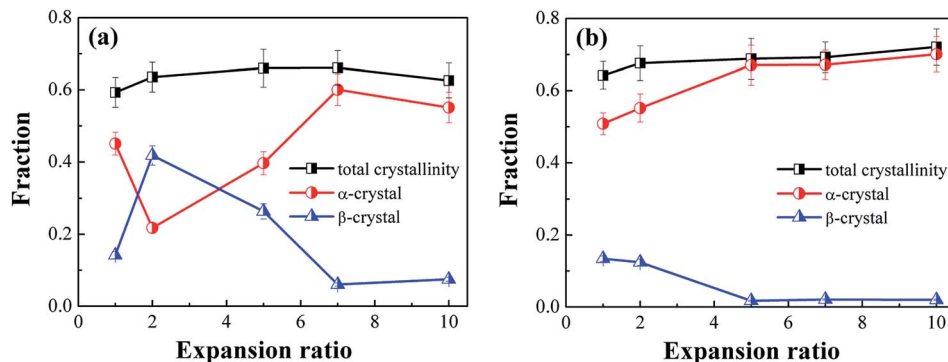 (a)
Fraction
0.8
0.6
0.4
0.2
0.0
total crystallinity
α-crystal
β-crystal
0 2 4 6 8 10
Expansion ratio
(b)
Fraction
0.8
0.6
0.4
0.2
0.0
total crystallinity
α-crystal
β-crystal
0 2 4 6 8 10
Expansion ratio